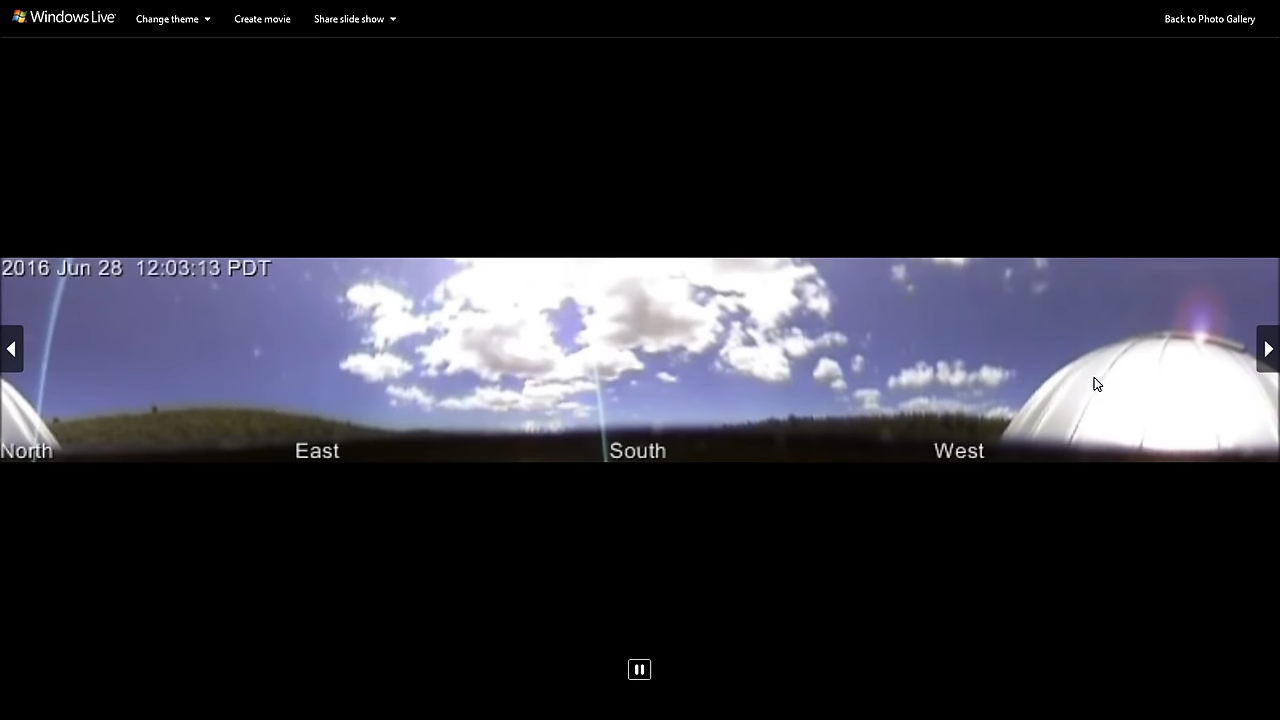 Windows Live Change theme Create movie Share slide show Back to Photo Gallery
2016 Jun 28 12:03:13 PDT
North East South West